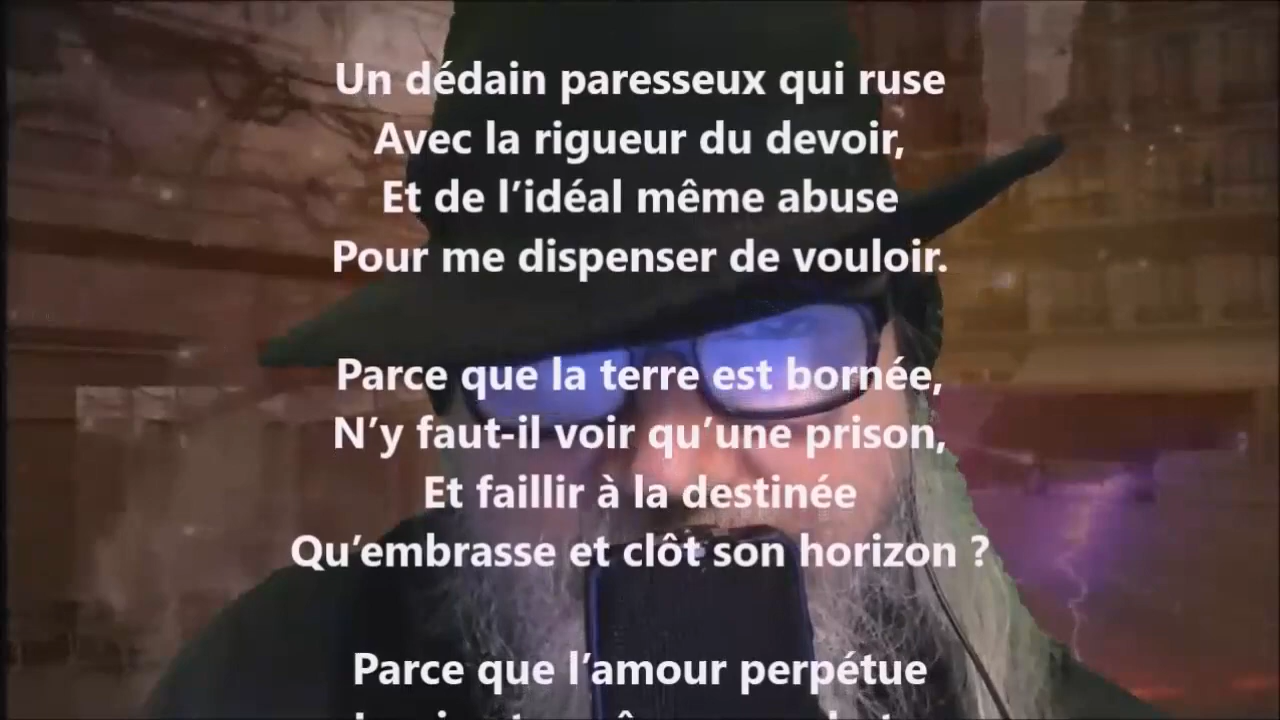 Un dédain paresseux qui ruse
Avec la rigueur du devoir,
Et de l’idéal même abuse
Pour me dispenser de vouloir.
Parce que la terre est bornée,
N’y faut-il voir qu’une prison,
Et faillir à la destinée
Qu’embrasse et clôt son horizon ?
Parce que l’amour perpétue